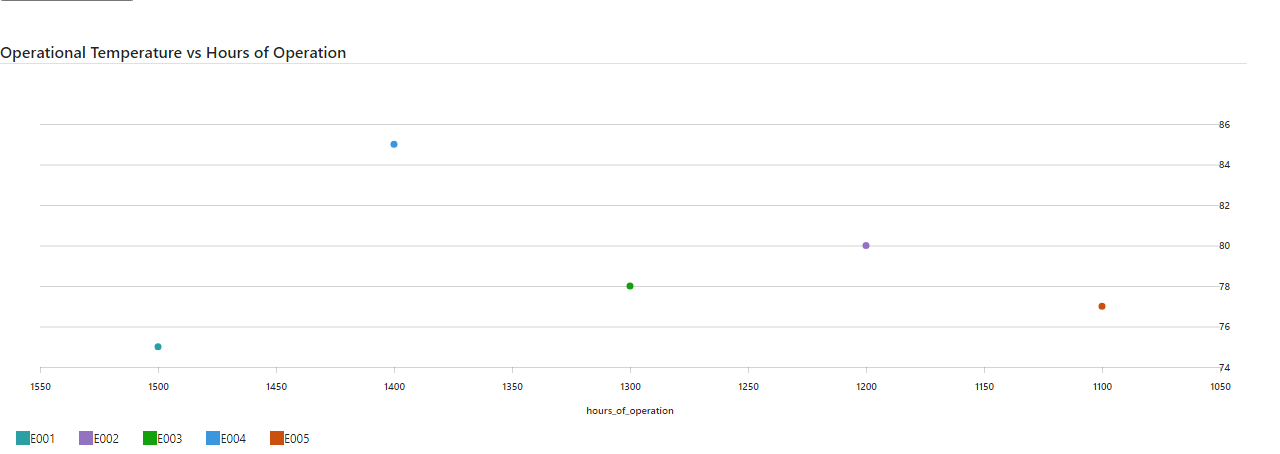 Operational Temperature vs Hours of Operation
86
84
82
80
78
76
74
1550 1500 1450 1400 1350 1300 1250 1200 1150 1100 1050
hours_of_operation
E001 E002 E003 E004 E005